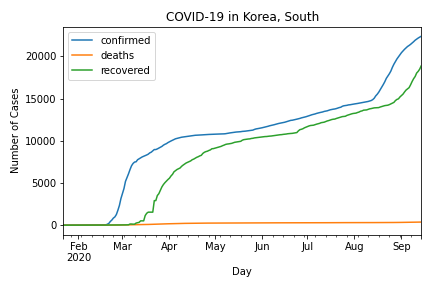 COVID-19 in Korea, South
confirmed
deaths
recovered
Number of Cases
20000
15000
10000
5000
0
Feb Mar Apr May Jun Jul Aug Sep
2020
Day